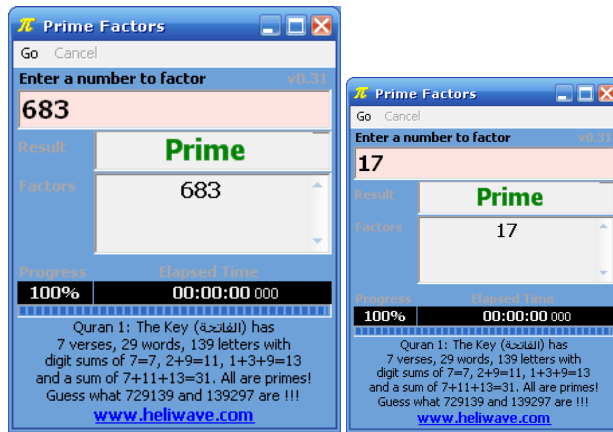 Prime Factors
Go Cancel
Enter a number to factor v0.31
683
Result Prime
Factors 683
Progress Elapsed Time
100% 00:00:00 000
Quran 1: The Key (الفاتحة) has
7 verses, 29 words, 139 letters with
digit sums of 7=7, 2+9=11, 1+3+9=13
and a sum of 7+11+13=31. All are primes!
Guess what 729139 and 139297 are !!!
www.heliwave.com
Prime Factors
Go Cancel
Enter a number to factor v0.31
17
Result Prime
Factors 17
Progress Elapsed Time
100% 00:00:00 000
Quran 1: The Key (الفاتحة) has
7 verses, 29 words, 139 letters with
digit sums of 7=7, 2+9=11, 1+3+9=13
and a sum of 7+11+13=31. All are primes!
Guess what 729139 and 139297 are !!!
www.heliwave.com